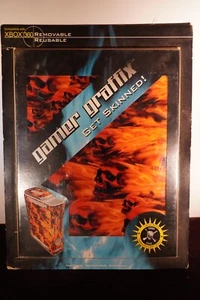 XBOX 360
REMOVABLE
REUSABLE
gamer graffix
GET SKINNED!